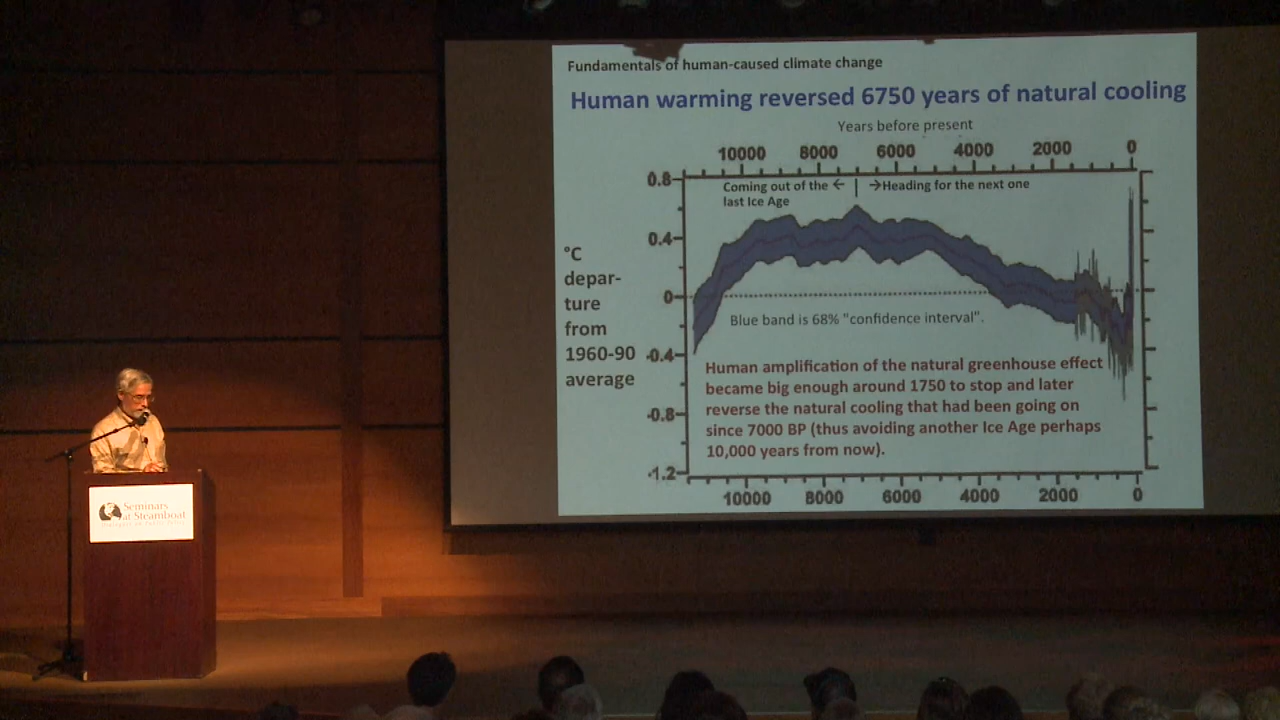 Fundamentals of human-caused climate change
Human warming reversed 6750 years of natural cooling
Years before present
10000 8000 6000 4000 2000 0
0.8
Coming out of the ← | →Heading for the next one
last Ice Age
0.4
°C
depar-
ture
from
1960-90
average
0
Blue band is 68% "confidence interval".
-0.4
Human amplification of the natural greenhouse effect
became big enough around 1750 to stop and later
reverse the natural cooling that had been going on
since 7000 BP (thus avoiding another Ice Age perhaps
10,000 years from now).
-0.8
-1.2
10000 8000 6000 4000 2000 0
Seminars
at Steamboat